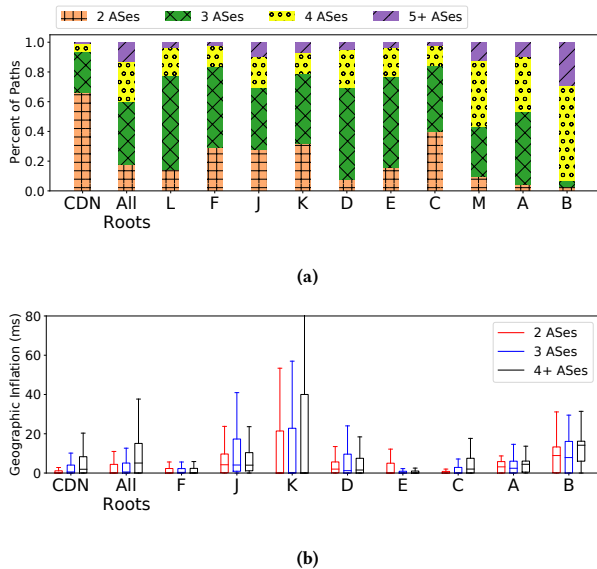 2 ASes 3 ASes 4 ASes 5+ ASes
Percent of Paths
1.0
0.8
0.6
0.4
0.2
0.0
CDN All Roots L F J K D E C M A B
(a)
Geographic Inflation (ms)
80
60
40
20
0
2 ASes
3 ASes
4+ ASes
CDN All Roots F J K D E C A B
(b)